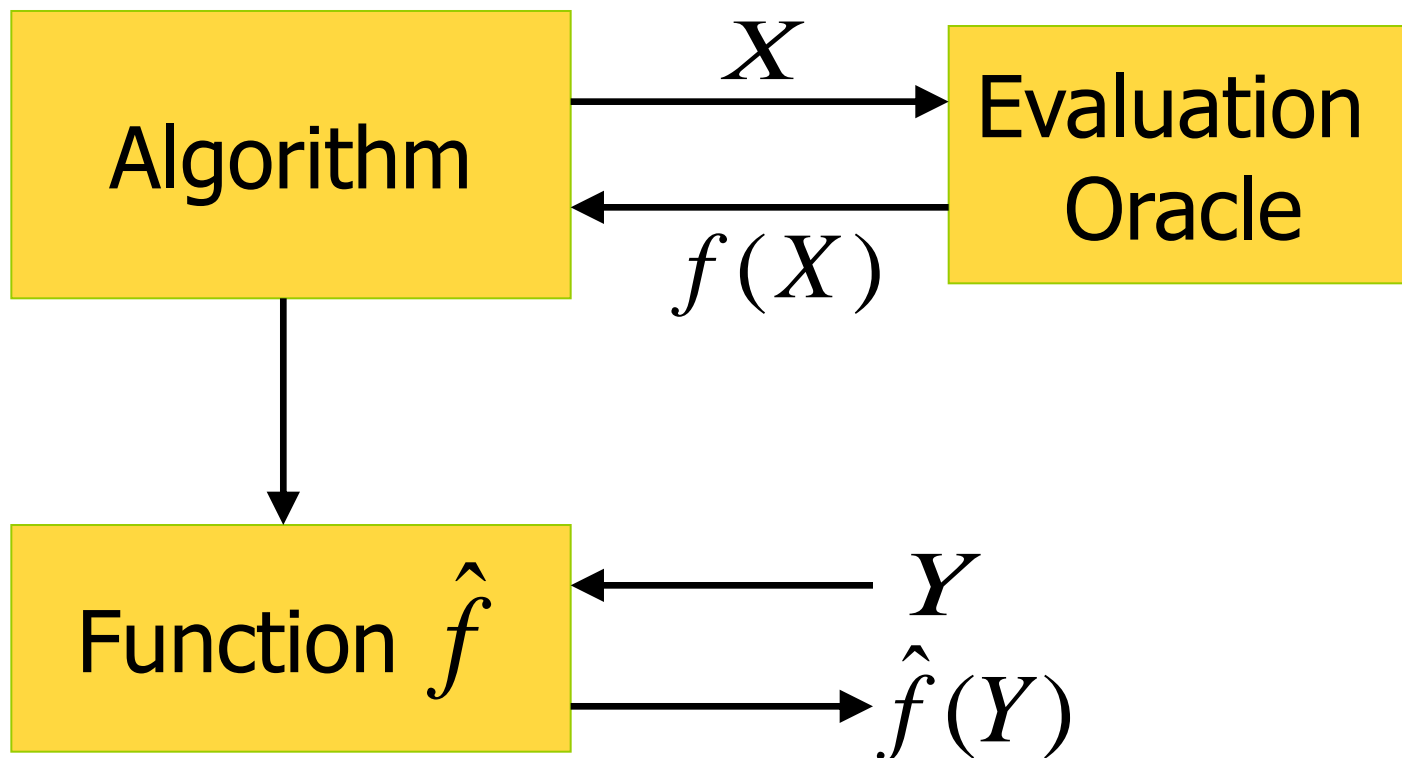 X
Algorithm
Evaluation
Oracle
f(X)
Function f̂
Y
f̂(Y)